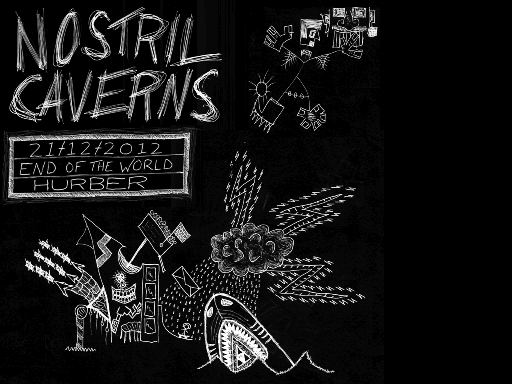 NOSTRIL
CAVERNS
21/12/2012
END OF THE WORLD
HURBER